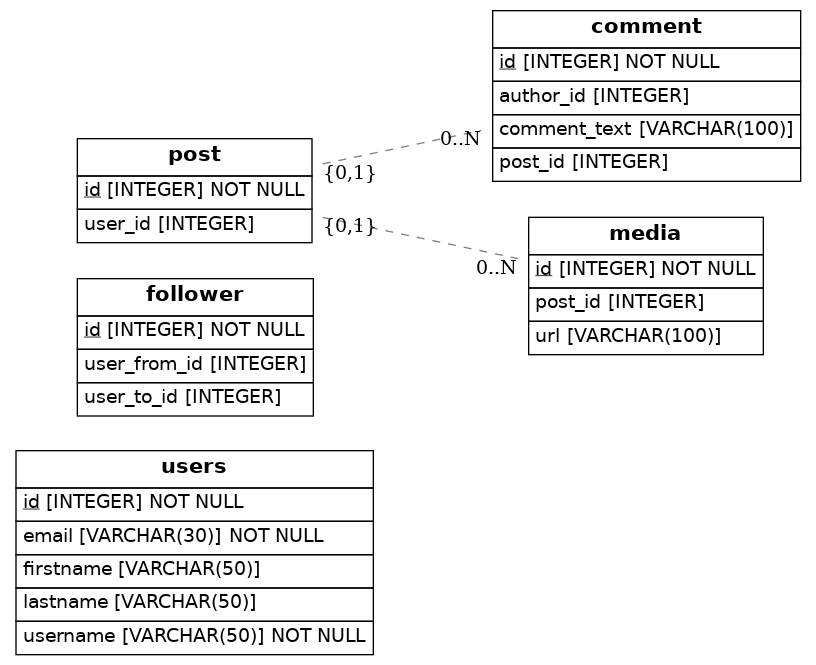 comment
id [INTEGER] NOT NULL
author_id [INTEGER]
comment_text [VARCHAR(100)]
post_id [INTEGER]
0..N
post
id [INTEGER] NOT NULL
user_id [INTEGER]
{0,1}
{0,1}
0..N
media
id [INTEGER] NOT NULL
post_id [INTEGER]
url [VARCHAR(100)]
follower
id [INTEGER] NOT NULL
user_from_id [INTEGER]
user_to_id [INTEGER]
users
id [INTEGER] NOT NULL
email [VARCHAR(30)] NOT NULL
firstname [VARCHAR(50)]
lastname [VARCHAR(50)]
username [VARCHAR(50)] NOT NULL